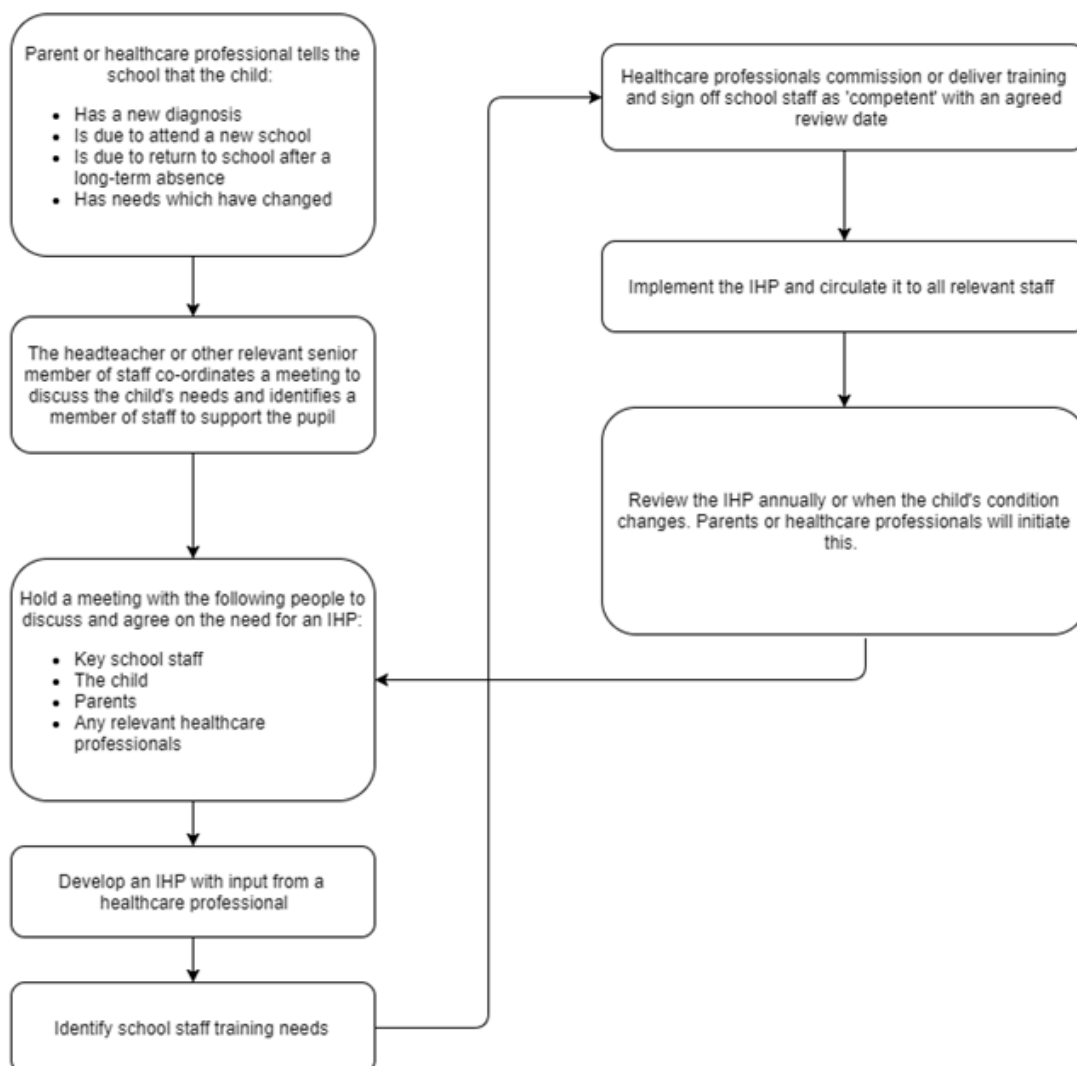 Parent or healthcare professional tells the
school that the child:
• Has a new diagnosis
• Is due to attend a new school
• Is due to return to school after a
long-term absence
• Has needs which have changed
The headteacher or other relevant senior
member of staff co-ordinates a meeting to
discuss the child's needs and identifies a
member of staff to support the pupil
Hold a meeting with the following people to
discuss and agree on the need for an IHP:
• Key school staff
• The child
• Parents
• Any relevant healthcare
professionals
Develop an IHP with input from a
healthcare professional
Identify school staff training needs
Healthcare professionals commission or deliver training
and sign off school staff as 'competent' with an agreed
review date
Implement the IHP and circulate it to all relevant staff
Review the IHP annually or when the child's condition
changes. Parents or healthcare professionals will initiate
this.